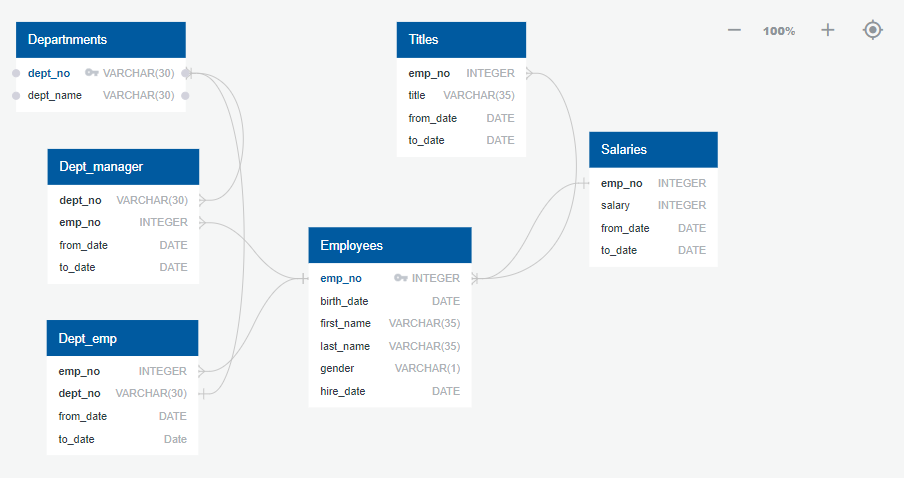 Departnments
dept_no VARCHAR(30)
dept_name VARCHAR(30)
Titles
emp_no INTEGER
title VARCHAR(35)
from_date DATE
to_date DATE
100%
Dept_manager
dept_no VARCHAR(30)
emp_no INTEGER
from_date DATE
to_date DATE
Salaries
emp_no INTEGER
salary INTEGER
from_date DATE
to_date DATE
Employees
emp_no INTEGER
birth_date DATE
first_name VARCHAR(35)
last_name VARCHAR(35)
gender VARCHAR(1)
hire_date DATE
Dept_emp
emp_no INTEGER
dept_no VARCHAR(30)
from_date DATE
to_date Date